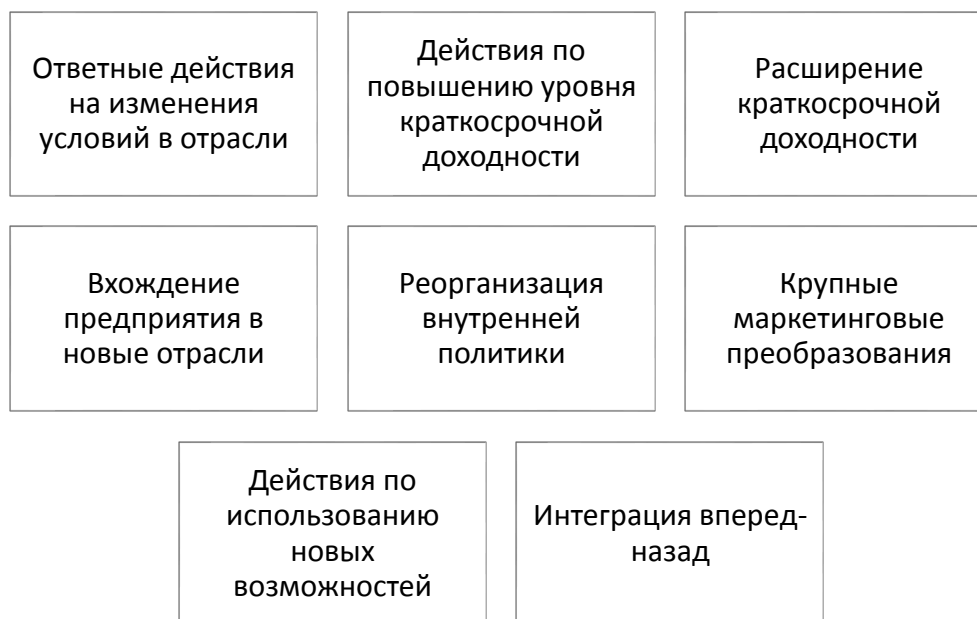 Ответные действия
на изменения
условий в отрасли
Действия по
повышению уровня
краткосрочной
доходности
Расширение
краткосрочной
доходности
Вхождение
предприятия в
новые отрасли
Реорганизация
внутренней
политики
Крупные
маркетинговые
преобразования
Действия по
использованию
новых
возможностей
Интеграция вперед-
назад